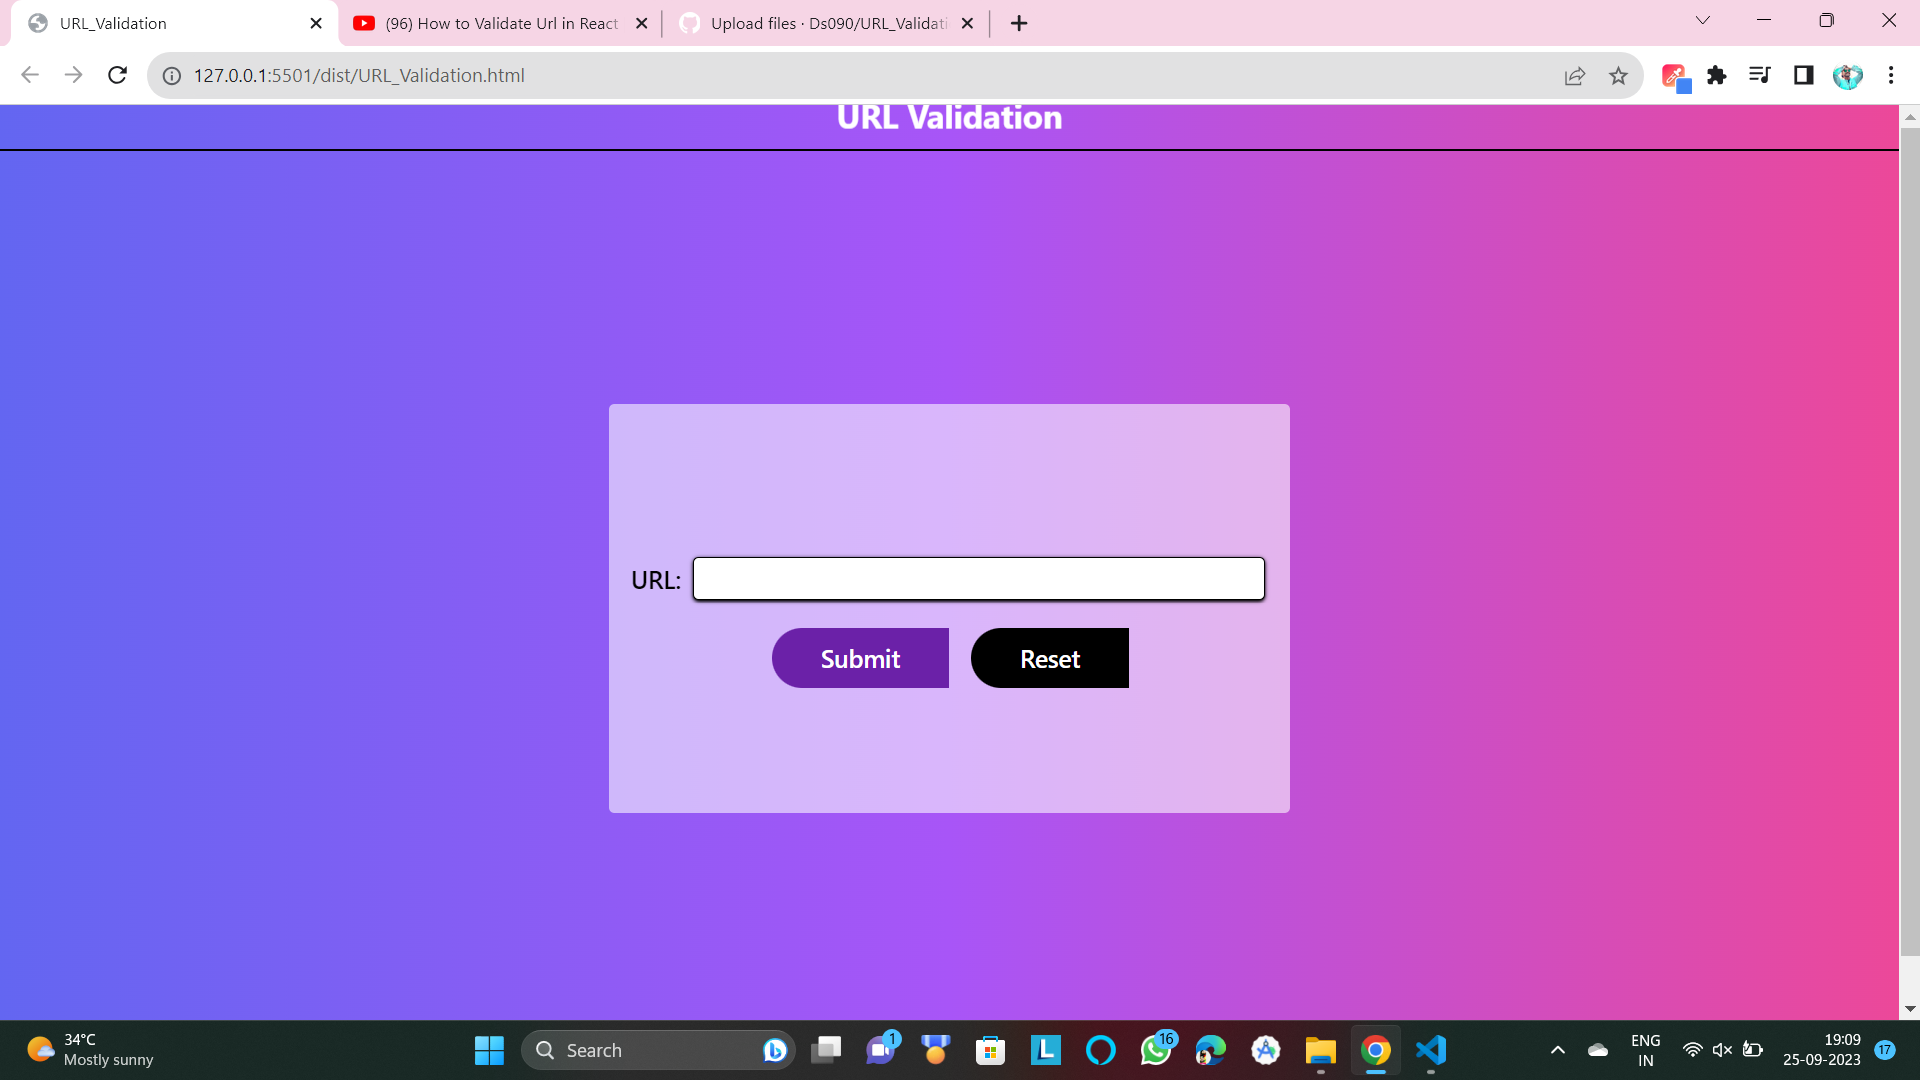 URL_Validation
(96) How to Validate Url in React
Upload files · Ds090/URL_Validati
127.0.0.1:5501/dist/URL_Validation.html
URL Validation
URL:
Submit
Reset
34°C
Mostly sunny
Search
1
L
16
ENG
IN
19:09
25-09-2023
17